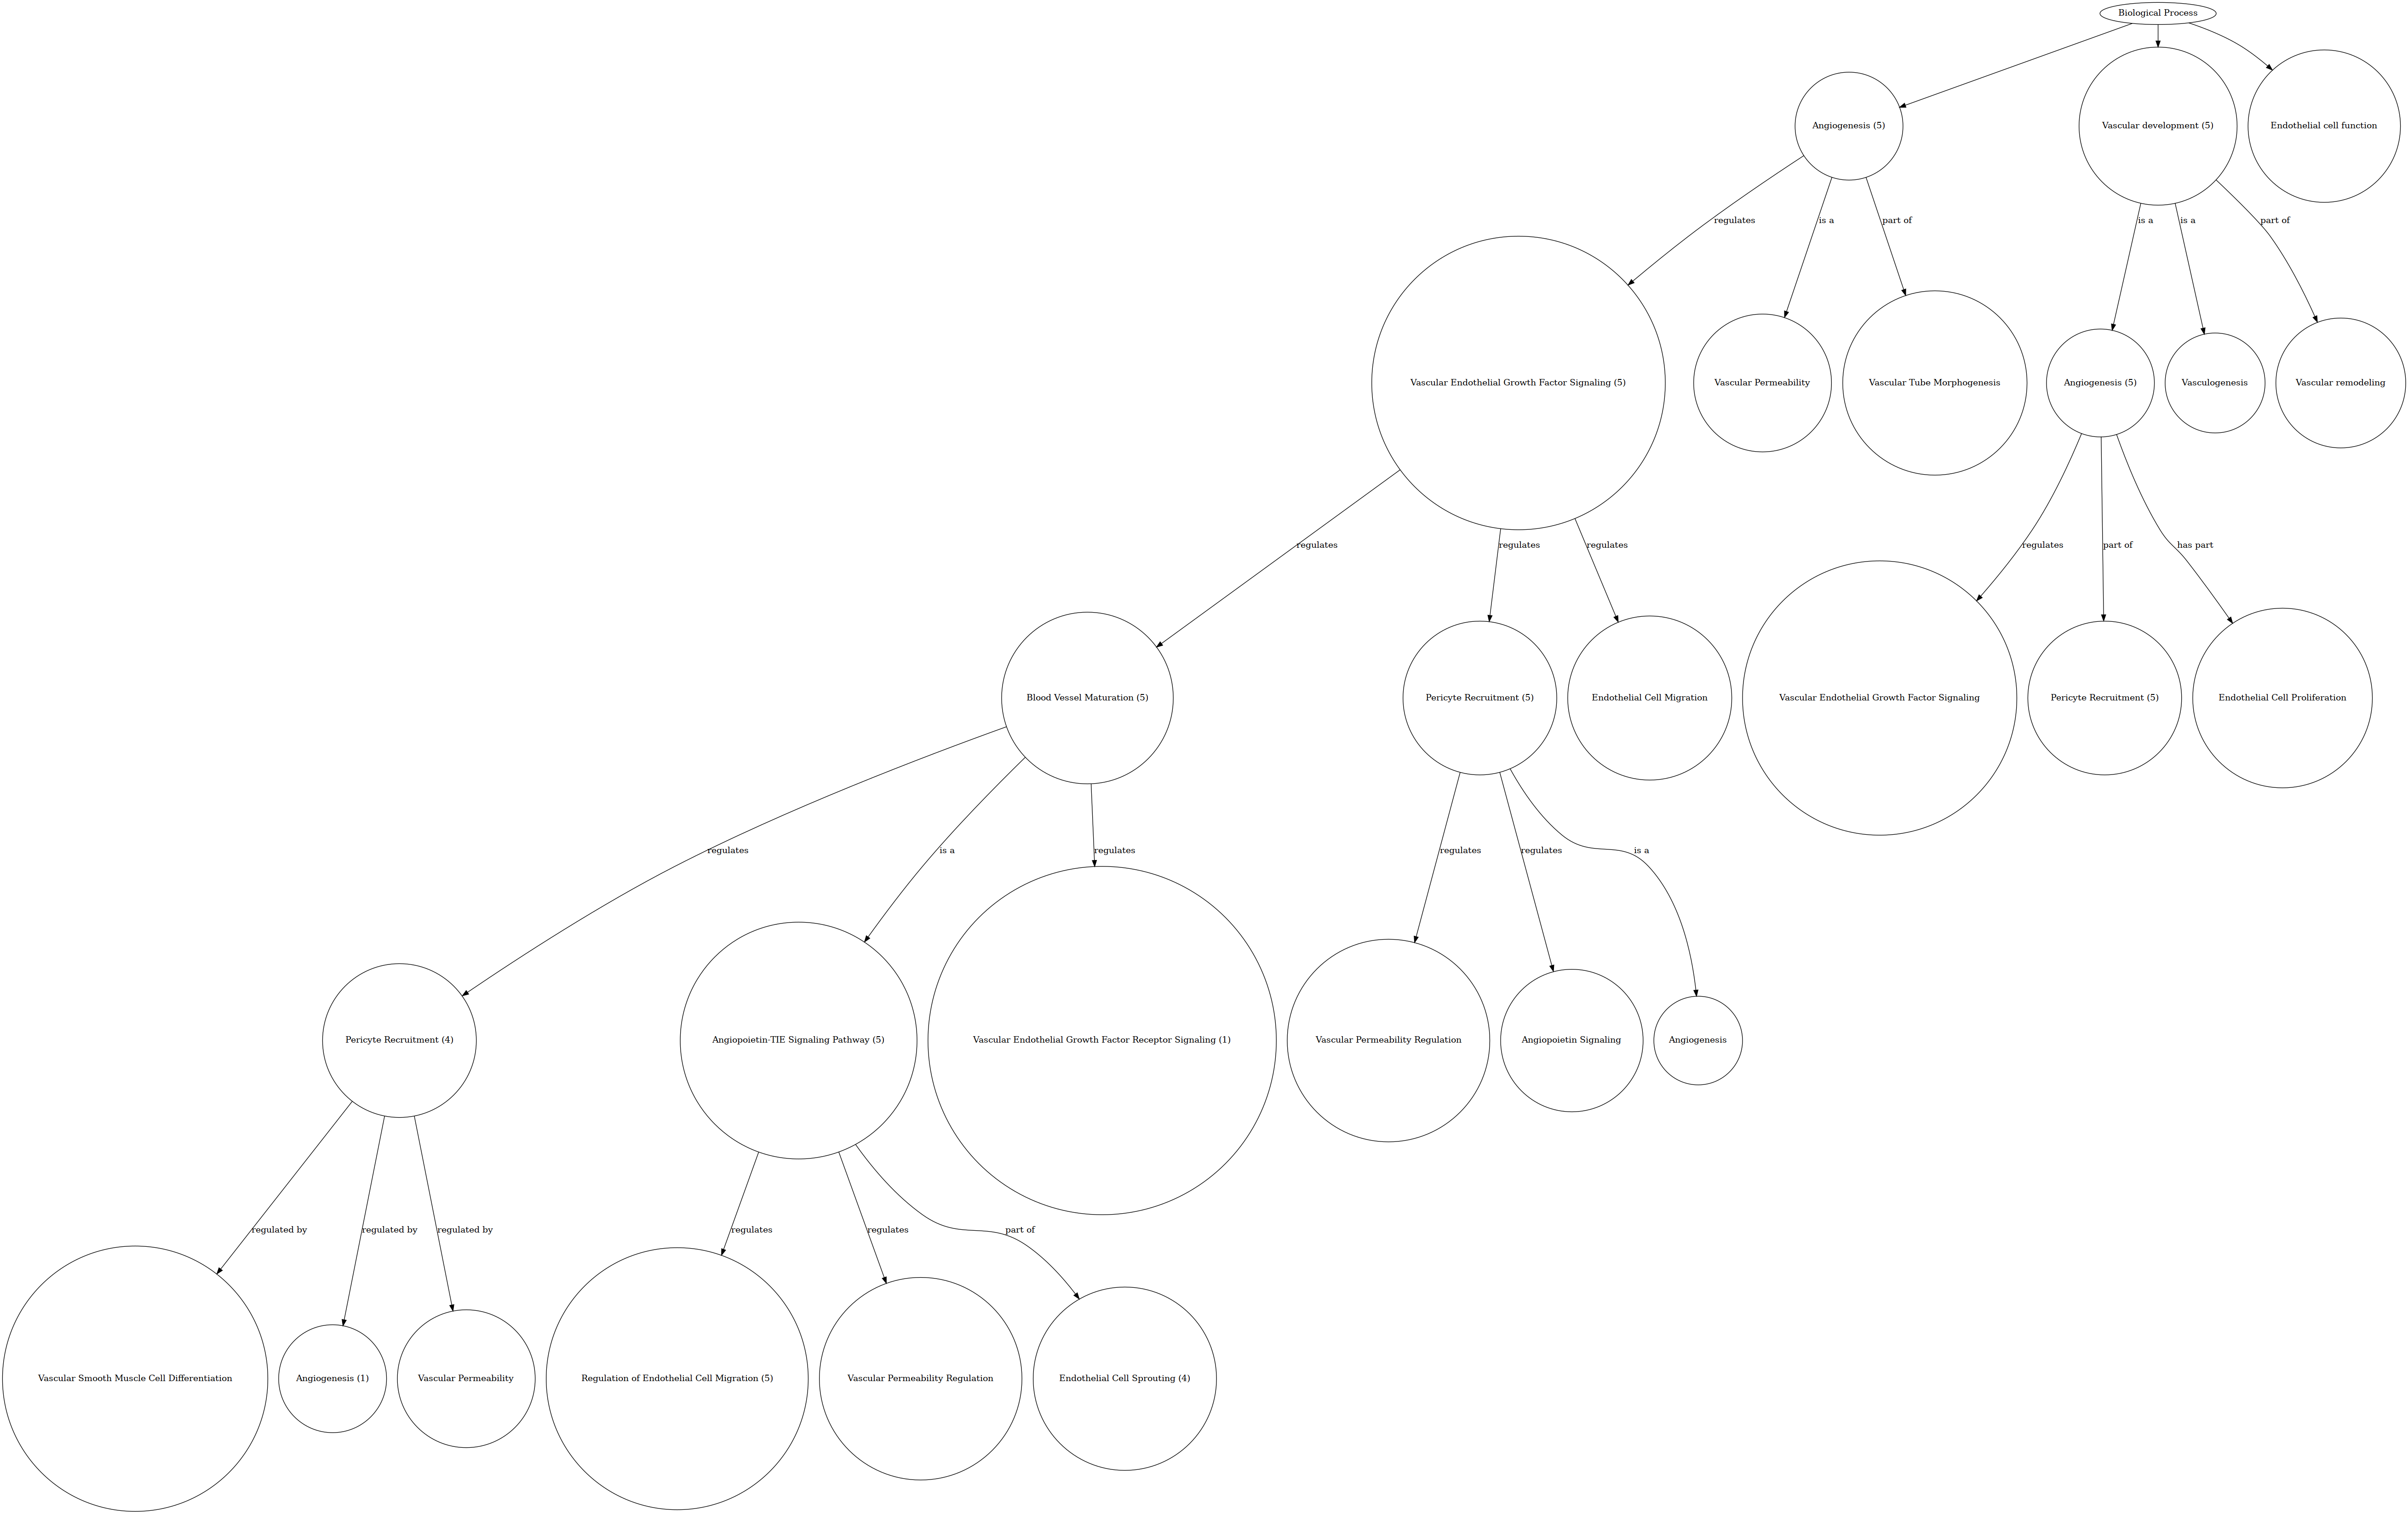 Biological Process
Angiogenesis (5)
Vascular development (5)
Endothelial cell function
regulates
is a
part of
is a
is a
part of
Vascular Endothelial Growth Factor Signaling (5)
Vascular Permeability
Vascular Tube Morphogenesis
Angiogenesis (5)
Vasculogenesis
Vascular remodeling
regulates
regulates
regulates
regulates
part of
has part
Blood Vessel Maturation (5)
Pericyte Recruitment (5)
Endothelial Cell Migration
Vascular Endothelial Growth Factor Signaling
Pericyte Recruitment (5)
Endothelial Cell Proliferation
regulates
is a
regulates
regulates
regulates
is a
Pericyte Recruitment (4)
Angiopoietin-TIE Signaling Pathway (5)
Vascular Endothelial Growth Factor Receptor Signaling (1)
Vascular Permeability Regulation
Angiopoietin Signaling
Angiogenesis
regulated by
regulated by
regulated by
regulates
regulates
part of
Vascular Smooth Muscle Cell Differentiation
Angiogenesis (1)
Vascular Permeability
Regulation of Endothelial Cell Migration (5)
Vascular Permeability Regulation
Endothelial Cell Sprouting (4)